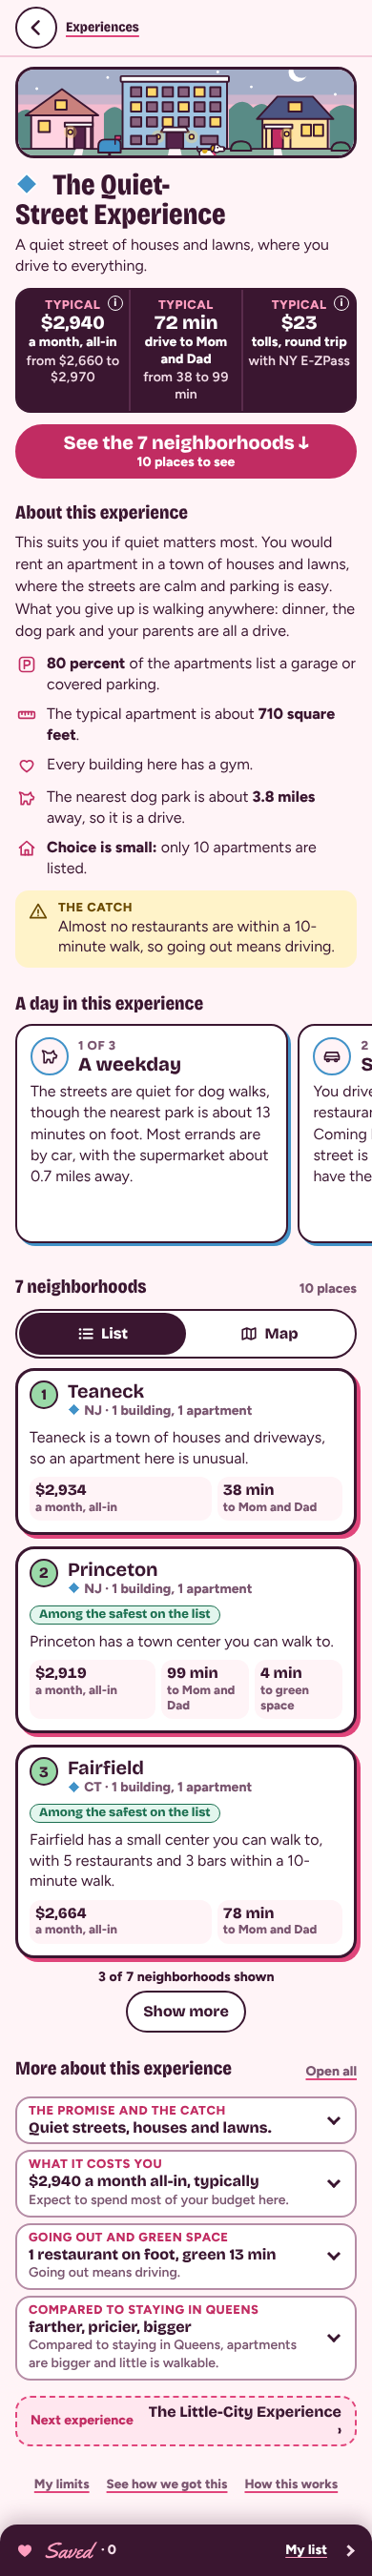 Experiences
The Quiet-
Street Experience
A quiet street of houses and lawns, where you
drive to everything.
TYPICAL
$2,940
a month, all-in
from $2,660 to
$2,970
TYPICAL
72 min
drive to Mom
and Dad
from 38 to 99
min
TYPICAL
$23
tolls, round trip
with NY E-ZPass
See the 7 neighborhoods ↓
10 places to see
About this experience
This suits you if quiet matters most. You would
rent an apartment in a town of houses and lawns,
where the streets are calm and parking is easy.
What you give up is walking anywhere: dinner, the
dog park and your parents are all a drive.
80 percent of the apartments list a garage or
covered parking.
The typical apartment is about 710 square
feet.
Every building here has a gym.
The nearest dog park is about 3.8 miles
away, so it is a drive.
Choice is small: only 10 apartments are
listed.
THE CATCH
Almost no restaurants are within a 10-
minute walk, so going out means driving.
A day in this experience
1 OF 3
A weekday
The streets are quiet for dog walks,
though the nearest park is about 13
minutes on foot. Most errands are
by car, with the supermarket about
0.7 miles away.
2
S
You drive
restaurar
Coming
street is
have the
7 neighborhoods
10 places
List
Map
1
Teaneck
NJ · 1 building, 1 apartment
Teaneck is a town of houses and driveways,
so an apartment here is unusual.
$2,934
a month, all-in
38 min
to Mom and Dad
2
Princeton
NJ · 1 building, 1 apartment
Among the safest on the list
Princeton has a town center you can walk to.
$2,919
a month, all-in
99 min
to Mom and
Dad
4 min
to green
space
3
Fairfield
CT · 1 building, 1 apartment
Among the safest on the list
Fairfield has a small center you can walk to,
with 5 restaurants and 3 bars within a 10-
minute walk.
$2,664
a month, all-in
78 min
to Mom and Dad
3 of 7 neighborhoods shown
Show more
More about this experience
Open all
THE PROMISE AND THE CATCH
Quiet streets, houses and lawns.
WHAT IT COSTS YOU
$2,940 a month all-in, typically
Expect to spend most of your budget here.
GOING OUT AND GREEN SPACE
1 restaurant on foot, green 13 min
Going out means driving.
COMPARED TO STAYING IN QUEENS
farther, pricier, bigger
Compared to staying in Queens, apartments
are bigger and little is walkable.
Next experience
The Little-City Experience
›
My limits
See how we got this
How this works
Saved · 0
My list